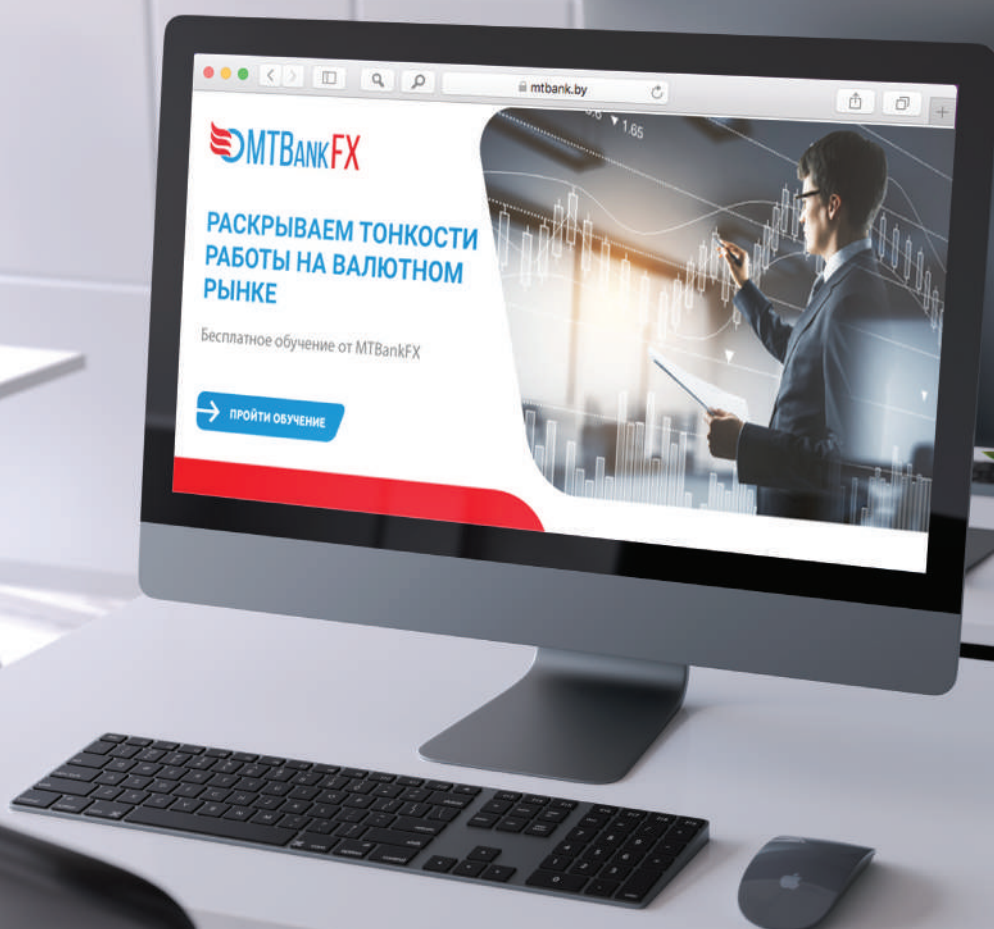 mtbank.by
1.65
MTBANKFX
РАСКРЫВАЕМ ТОНКОСТИ
РАБОТЫ НА ВАЛЮТНОМ
РЫНКЕ
Бесплатное обучение от MTBankFX
ПРОЙТИ ОБУЧЕНИЕ